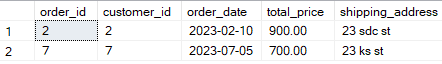 order_id customer_id order_date total_price shipping_address
1 2 2 2023-02-10 900.00 23 sdc st
2 7 7 2023-07-05 700.00 23 ks st